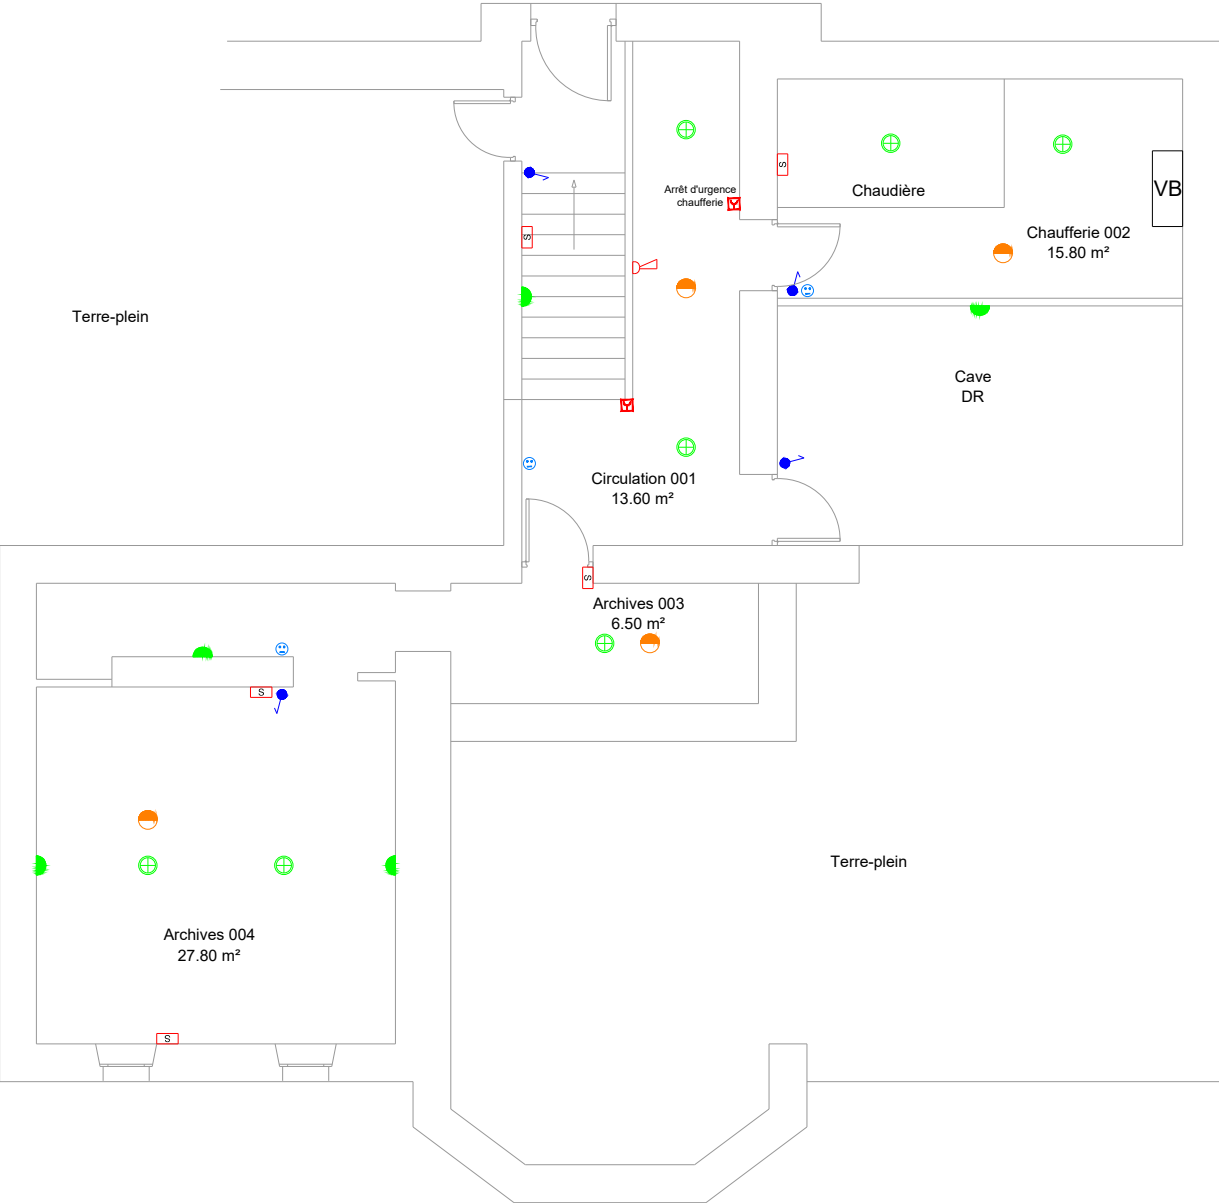 S
Chaudière
VB
Arrêt d'urgence
chaufferie
Chaufferie 002
15.80 m²
S
Terre-plein
Cave
DR
Circulation 001
13.60 m²
S
Archives 003
6.50 m²
S
Terre-plein
Archives 004
27.80 m²
S